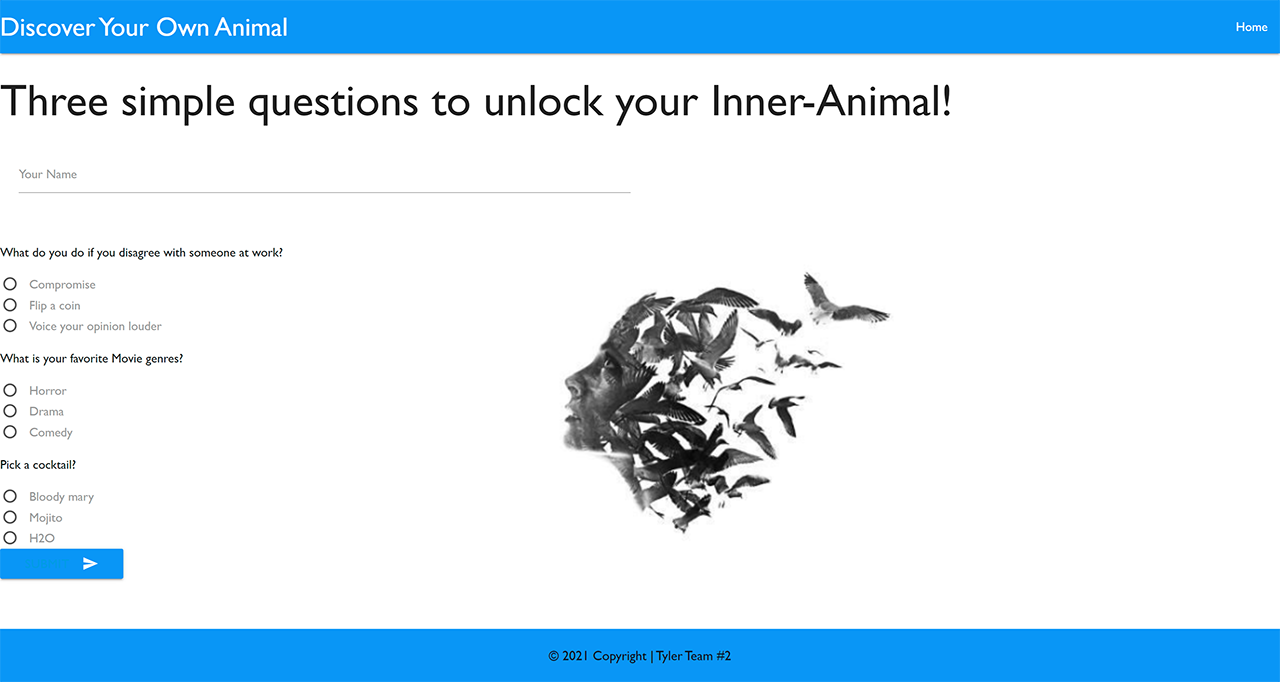 Discover Your Own Animal
Home
Three simple questions to unlock your Inner-Animal!
Your Name
What do you do if you disagree with someone at work?
Compromise
Flip a coin
Voice your opinion louder
What is your favorite Movie genres?
Horror
Drama
Comedy
Pick a cocktail?
Bloody mary
Mojito
H2O
© 2021 Copyright | Tyler Team #2